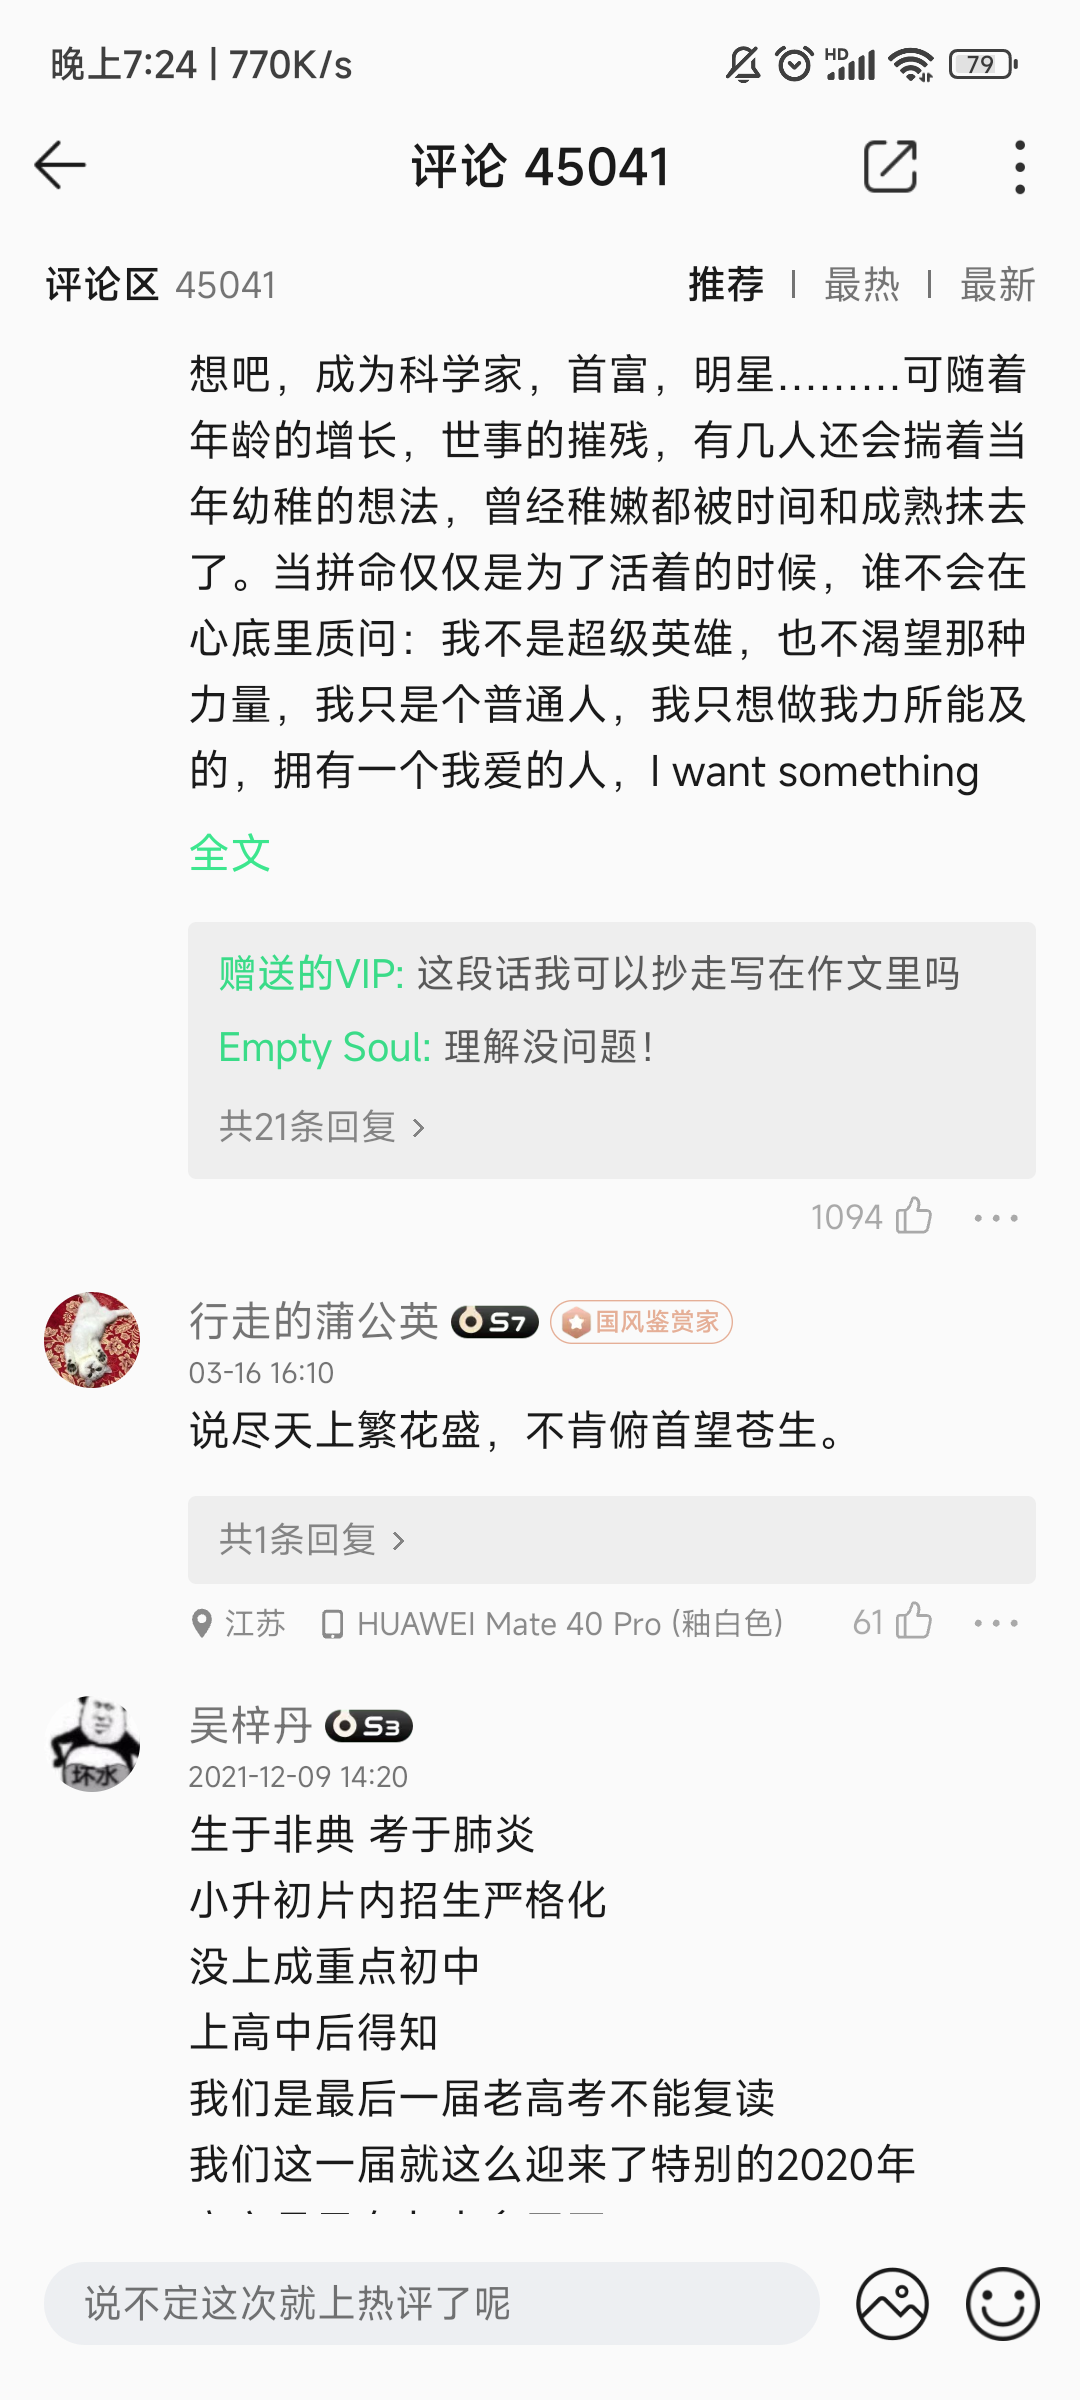 晚上7:24 | 770K/s
HD
79
评论 45041
评论区 45041
推荐 | 最热 | 最新
想吧，成为科学家，首富，明星………可随着
年龄的增长，世事的摧残，有几人还会揣着当
年幼稚的想法，曾经稚嫩都被时间和成熟抹去
了。当拼命仅仅是为了活着的时候，谁不会在
心底里质问：我不是超级英雄，也不渴望那种
力量，我只是个普通人，我只想做我力所能及
的，拥有一个我爱的人，I want something
全文
赠送的VIP: 这段话我可以抄走写在作文里吗
Empty Soul: 理解没问题！
共21条回复 >
1094
行走的蒲公英 S7 国风鉴赏家
03-16 16:10
说尽天上繁花盛，不肯俯首望苍生。
共1条回复 >
江苏 HUAWEI Mate 40 Pro (釉白色) 61
吴梓丹 S3
坏水
2021-12-09 14:20
生于非典 考于肺炎
小升初片内招生严格化
没上成重点初中
上高中后得知
我们是最后一届老高考不能复读
我们这一届就这么迎来了特别的2020年
说不定这次就上热评了呢